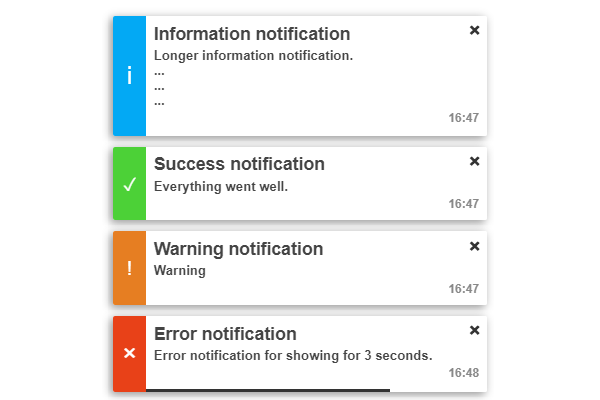 Information notification
Longer information notification.
...
...
...
16:47
Success notification
Everything went well.
16:47
Warning notification
Warning
16:47
Error notification
Error notification for showing for 3 seconds.
16:48